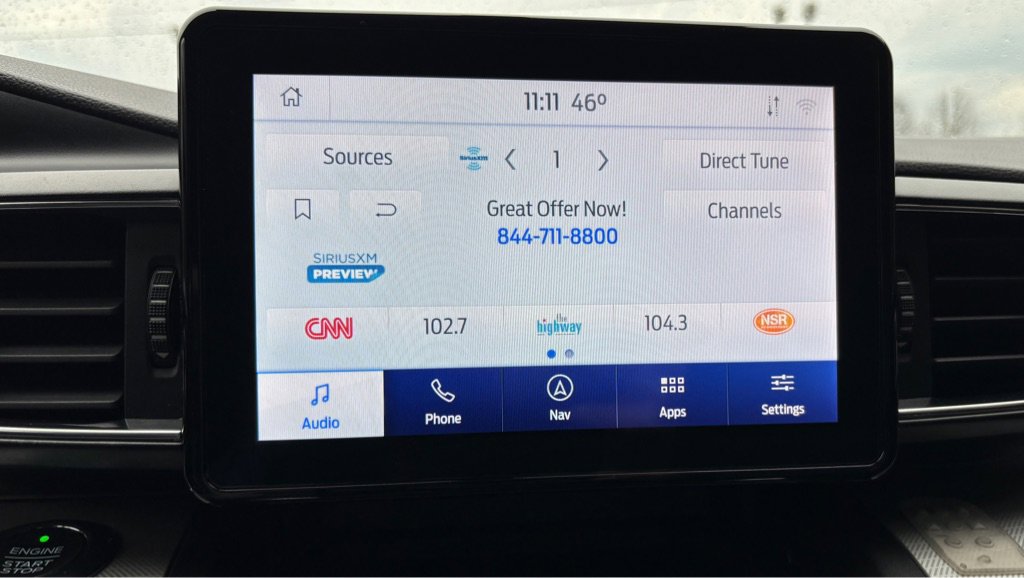 11:11 46º
Sources
SiriusXM
1
Direct Tune
Great Offer Now!
Channels
844-711-8800
SIRIUSXM
PREVIEW
CNN
102.7
the
highway
104.3
NSR
Audio
Phone
Nav
Apps
Settings
ENGINE
START
STOP